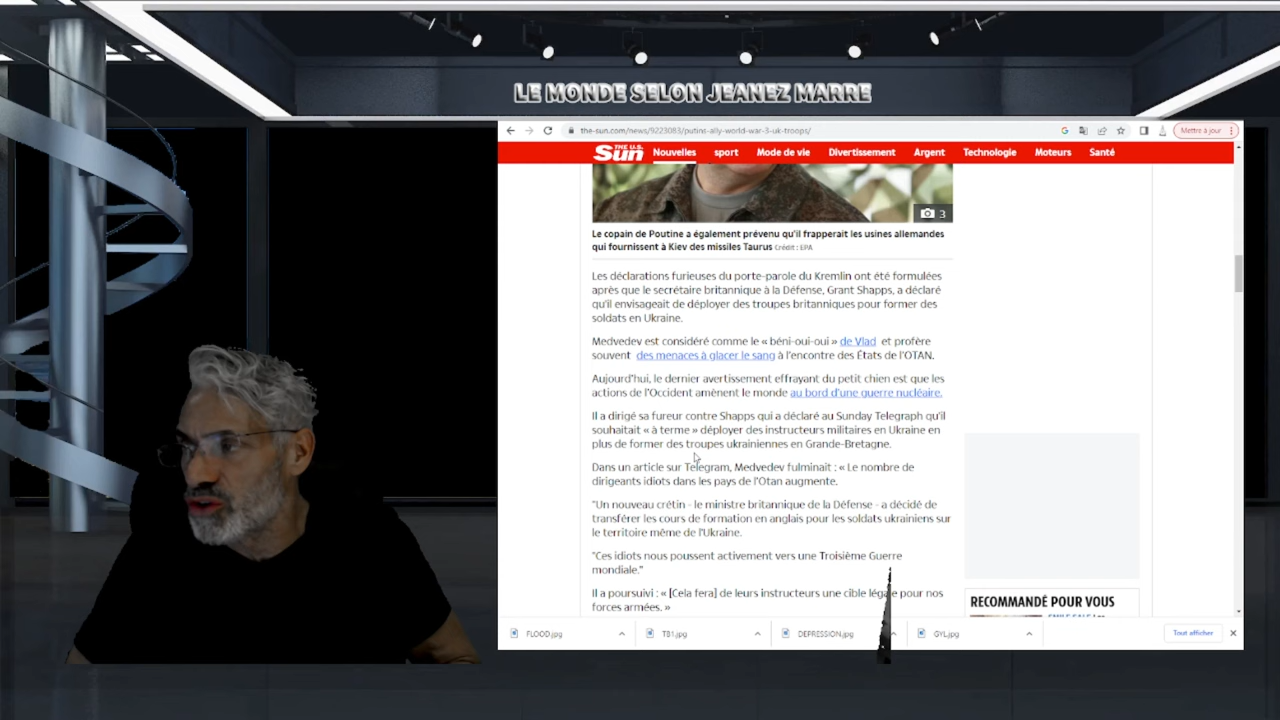 LE MONDE SELON JEANEZ MARRE
the-sun.com/news/9223083/putins-ally-world-war-3-uk-troops/
Mettre à jour
THE U.S. Sun
Nouvelles sport Mode de vie Divertissement Argent Technologie Moteurs Santé
3
Le copain de Poutine a également prévenu qu'il frapperait les usines allemandes
qui fournissent à Kiev des missiles Taurus Crédit : EPA
Les déclarations furieuses du porte-parole du Kremlin ont été formulées
après que le secrétaire britannique à la Défense, Grant Shapps, a déclaré
qu'il envisageait de déployer des troupes britanniques pour former des
soldats en Ukraine.
Medvedev est considéré comme le « béni-oui-oui » de Vlad et profère
souvent des menaces à glacer le sang à l'encontre des États de l'OTAN.
Aujourd'hui, le dernier avertissement effrayant du petit chien est que les
actions de l'Occident amènent le monde au bord d'une guerre nucléaire.
Il a dirigé sa fureur contre Shapps qui a déclaré au Sunday Telegraph qu'il
souhaitait « à terme » déployer des instructeurs militaires en Ukraine en
plus de former des troupes ukrainiennes en Grande-Bretagne.
Dans un article sur Telegram, Medvedev fulminait : « Le nombre de
dirigeants idiots dans les pays de l'Otan augmente.
"Un nouveau crétin - le ministre britannique de la Défense - a décidé de
transférer les cours de formation en anglais pour les soldats ukrainiens sur
le territoire même de l'Ukraine.
"Ces idiots nous poussent activement vers une Troisième Guerre
mondiale."
Il a poursuivi : « [Cela fera] de leurs instructeurs une cible légale pour nos
forces armées. »
RECOMMANDÉ POUR VOUS
FLOOD.jpg
TB1.jpg
DEPRESSION.jpg
GYL.jpg
Tout afficher